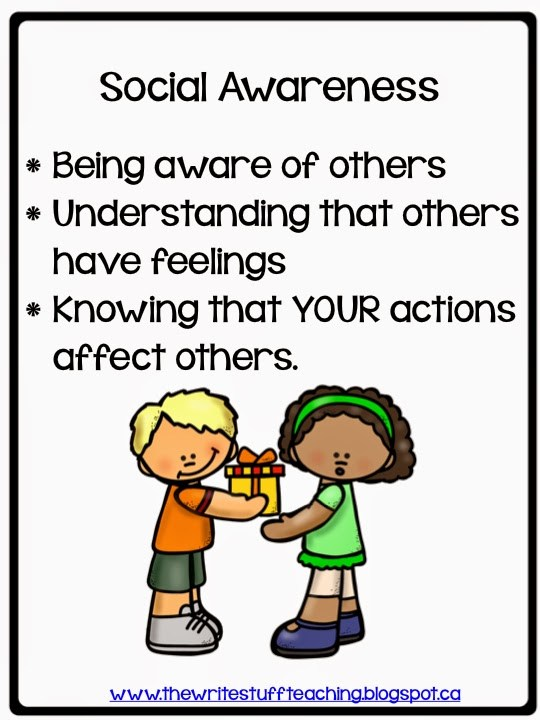 Social Awareness
* Being aware of others
* Understanding that others
have feelings
* Knowing that YOUR actions
affect others.
www.thewritestuffteaching.blogspot.ca